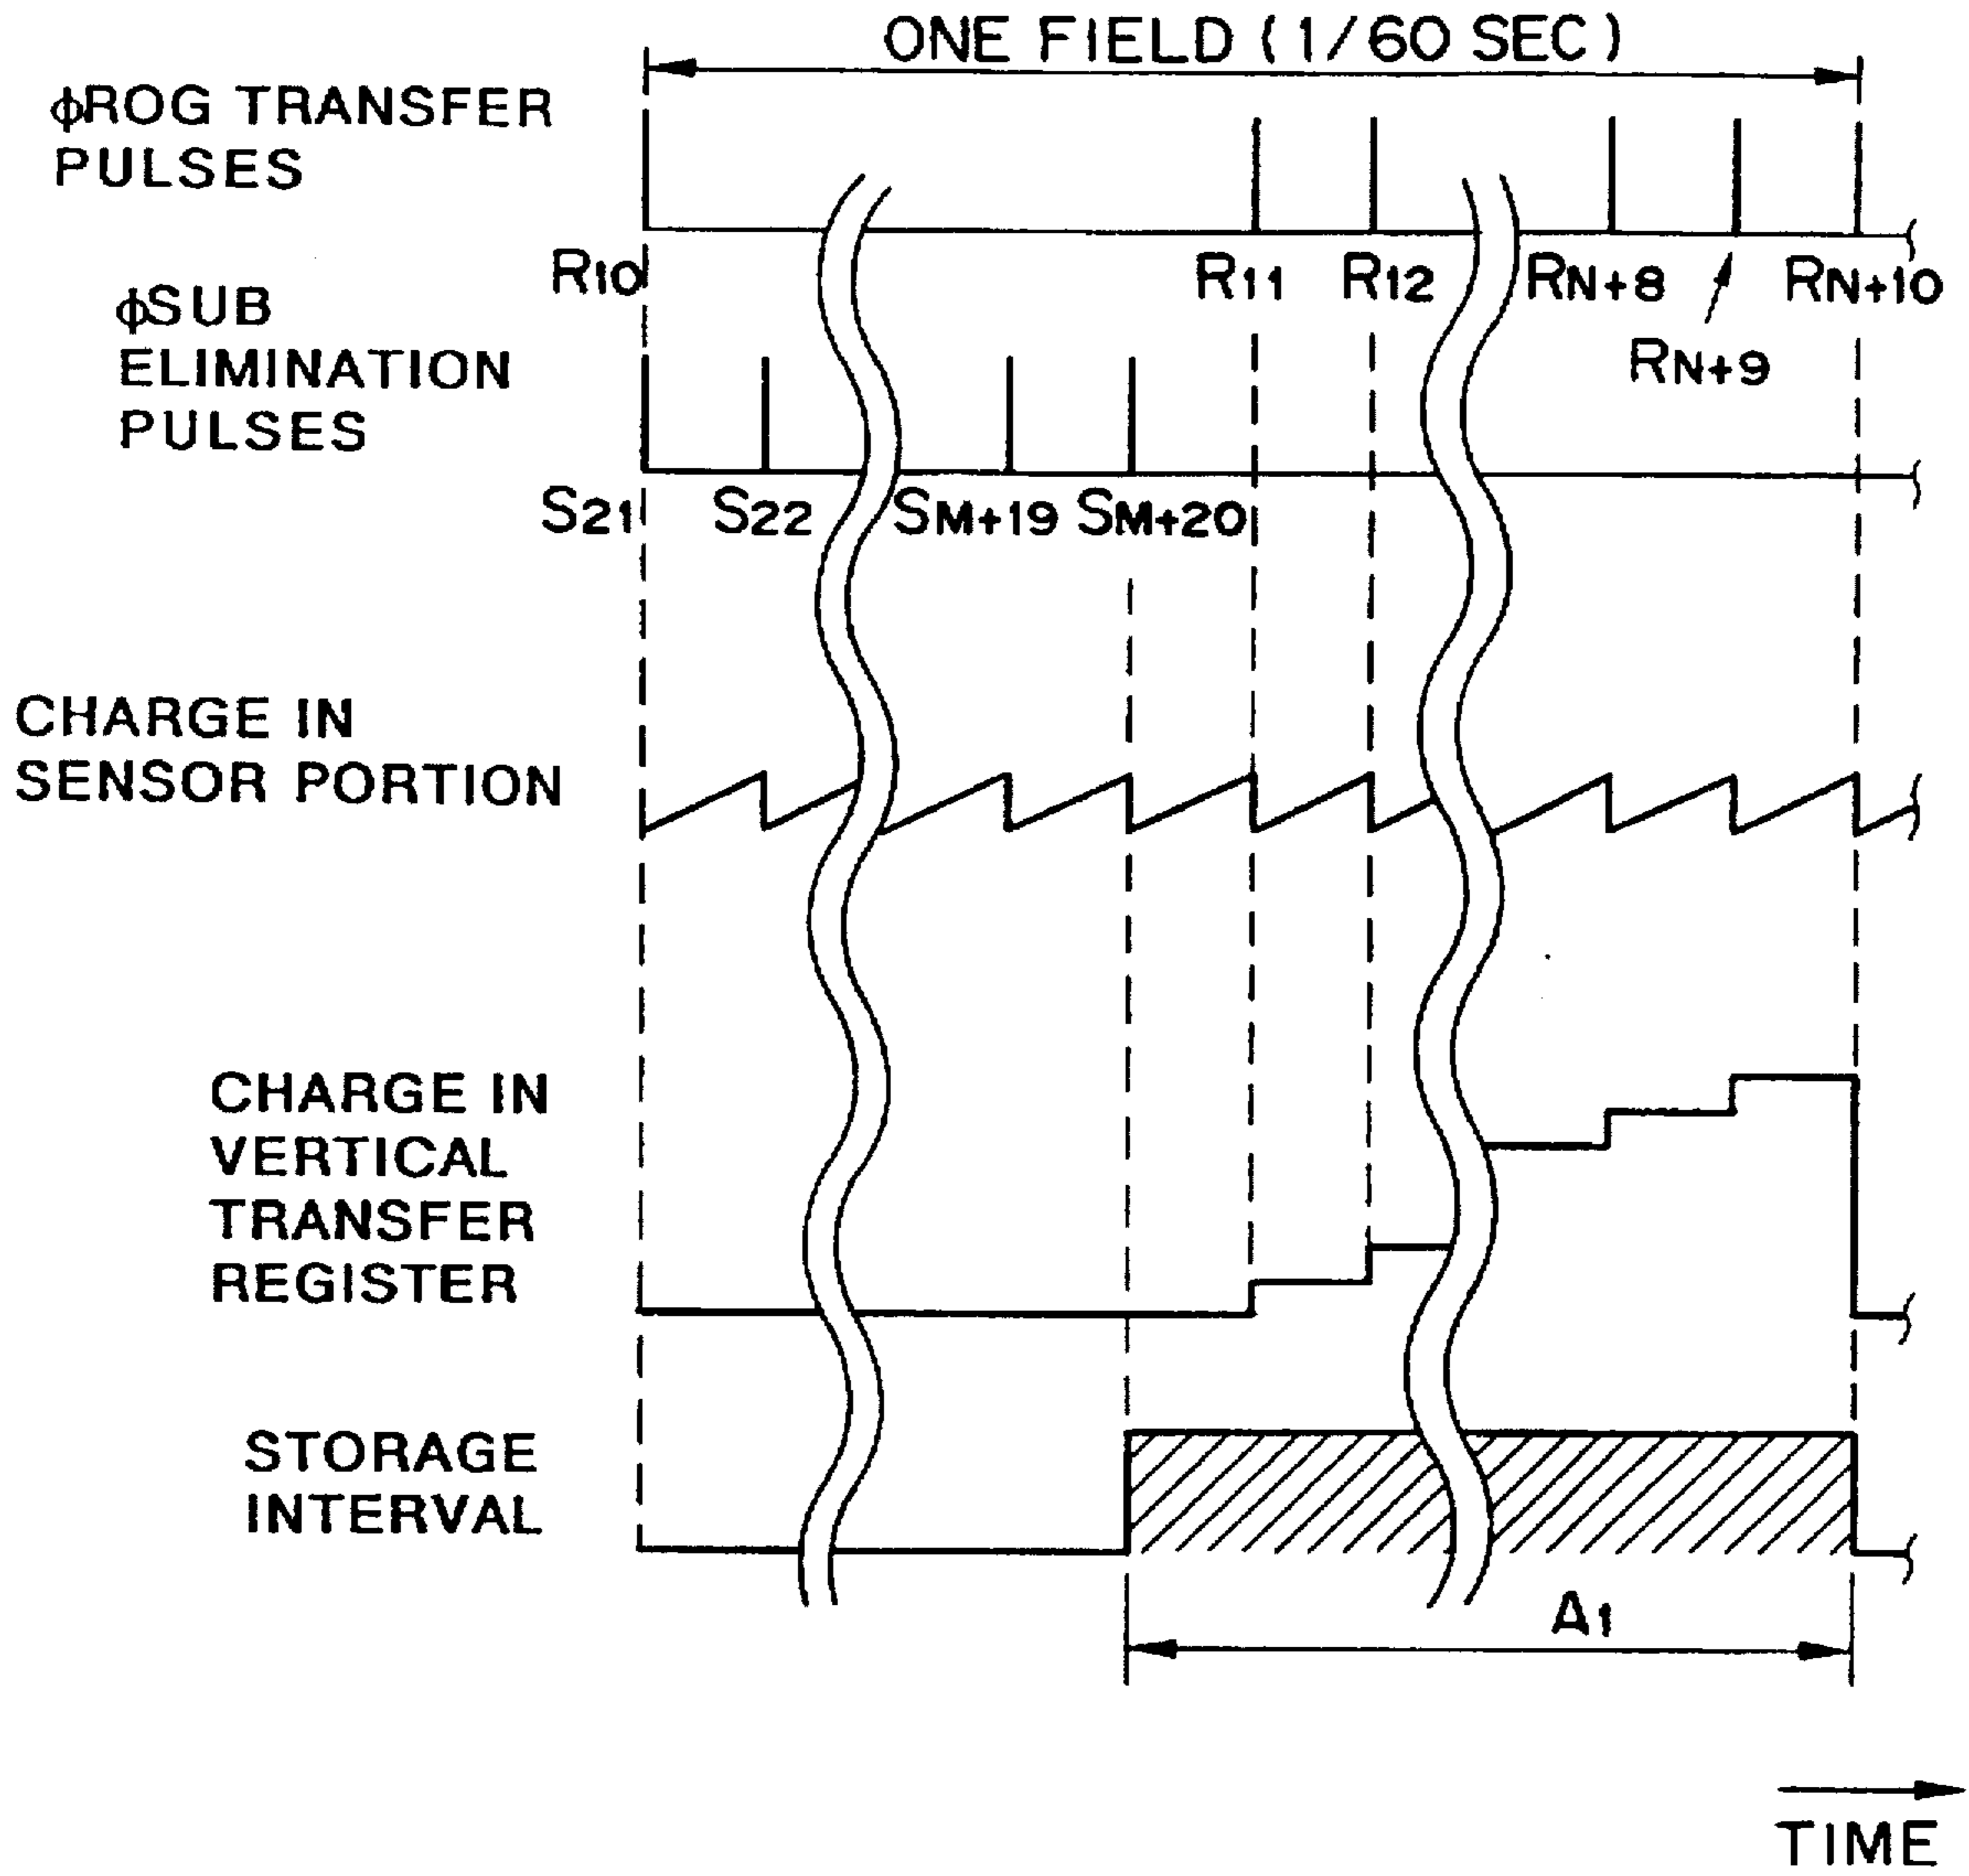 ONE FIELD (1/60 SEC)
ϕROG TRANSFER
PULSES
R10
R11
R12
RN+8
RN+9
RN+10
ϕSUB
ELIMINATION
PULSES
S21
S22
SM+19
SM+20
CHARGE IN
SENSOR PORTION
CHARGE IN
VERTICAL
TRANSFER
REGISTER
STORAGE
INTERVAL
A1
TIME